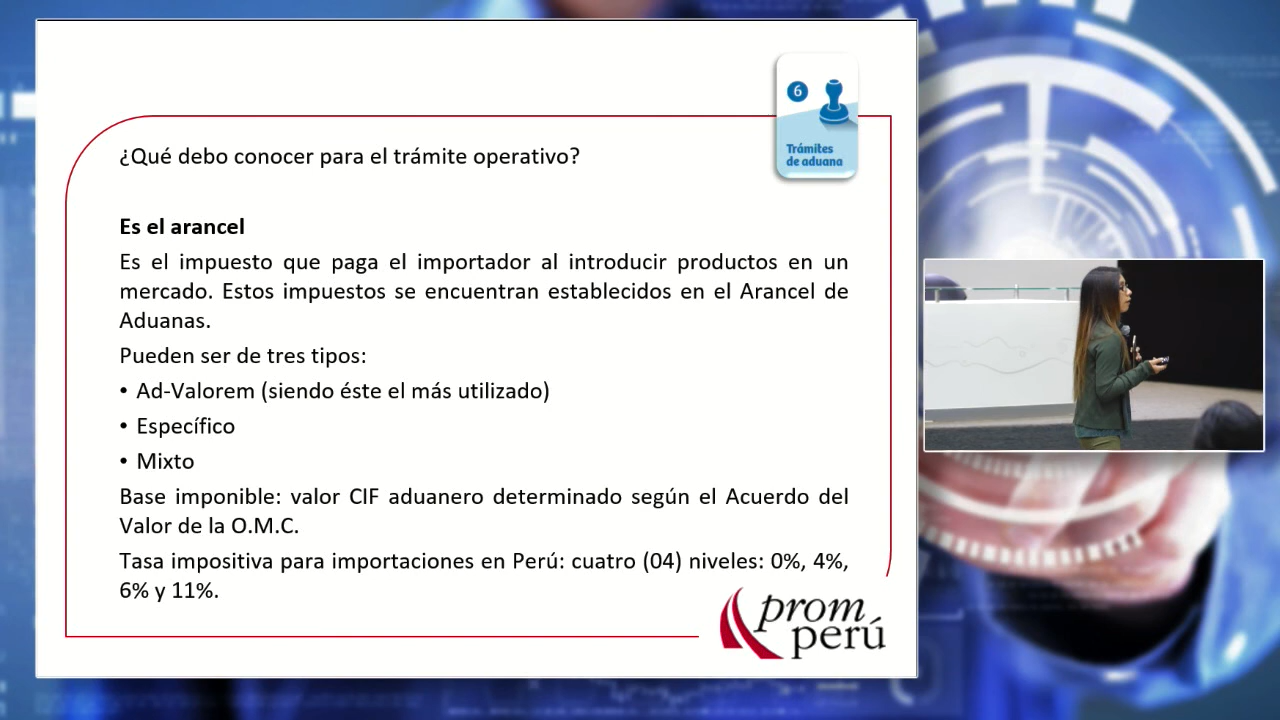 6
Trámites
de aduana
¿Qué debo conocer para el trámite operativo?
Es el arancel
Es el impuesto que paga el importador al introducir productos en un
mercado. Estos impuestos se encuentran establecidos en el Arancel de
Aduanas.
Pueden ser de tres tipos:
• Ad-Valorem (siendo éste el más utilizado)
• Específico
• Mixto
Base imponible: valor CIF aduanero determinado según el Acuerdo del
Valor de la O.M.C.
Tasa impositiva para importaciones en Perú: cuatro (04) niveles: 0%, 4%,
6% y 11%.
prom
perú